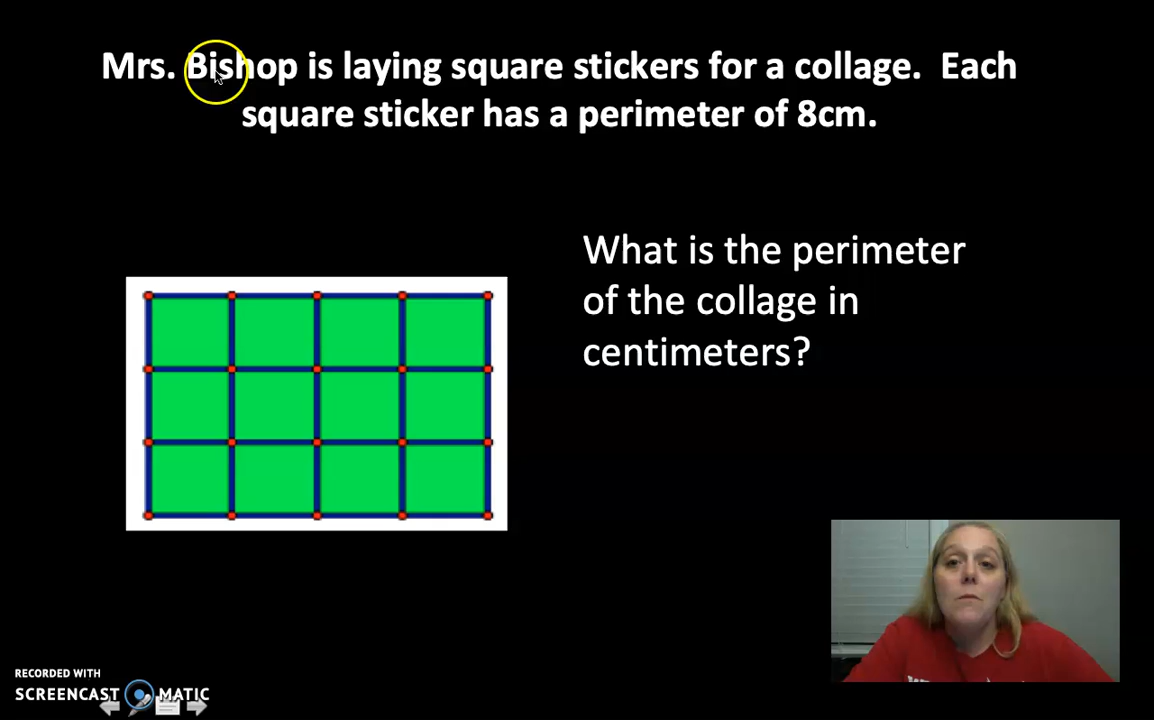 Mrs. Bishop is laying square stickers for a collage.  Each
square sticker has a perimeter of 8cm.
What is the perimeter
of the collage in
centimeters?
RECORDED WITH
SCREENCAST MATIC